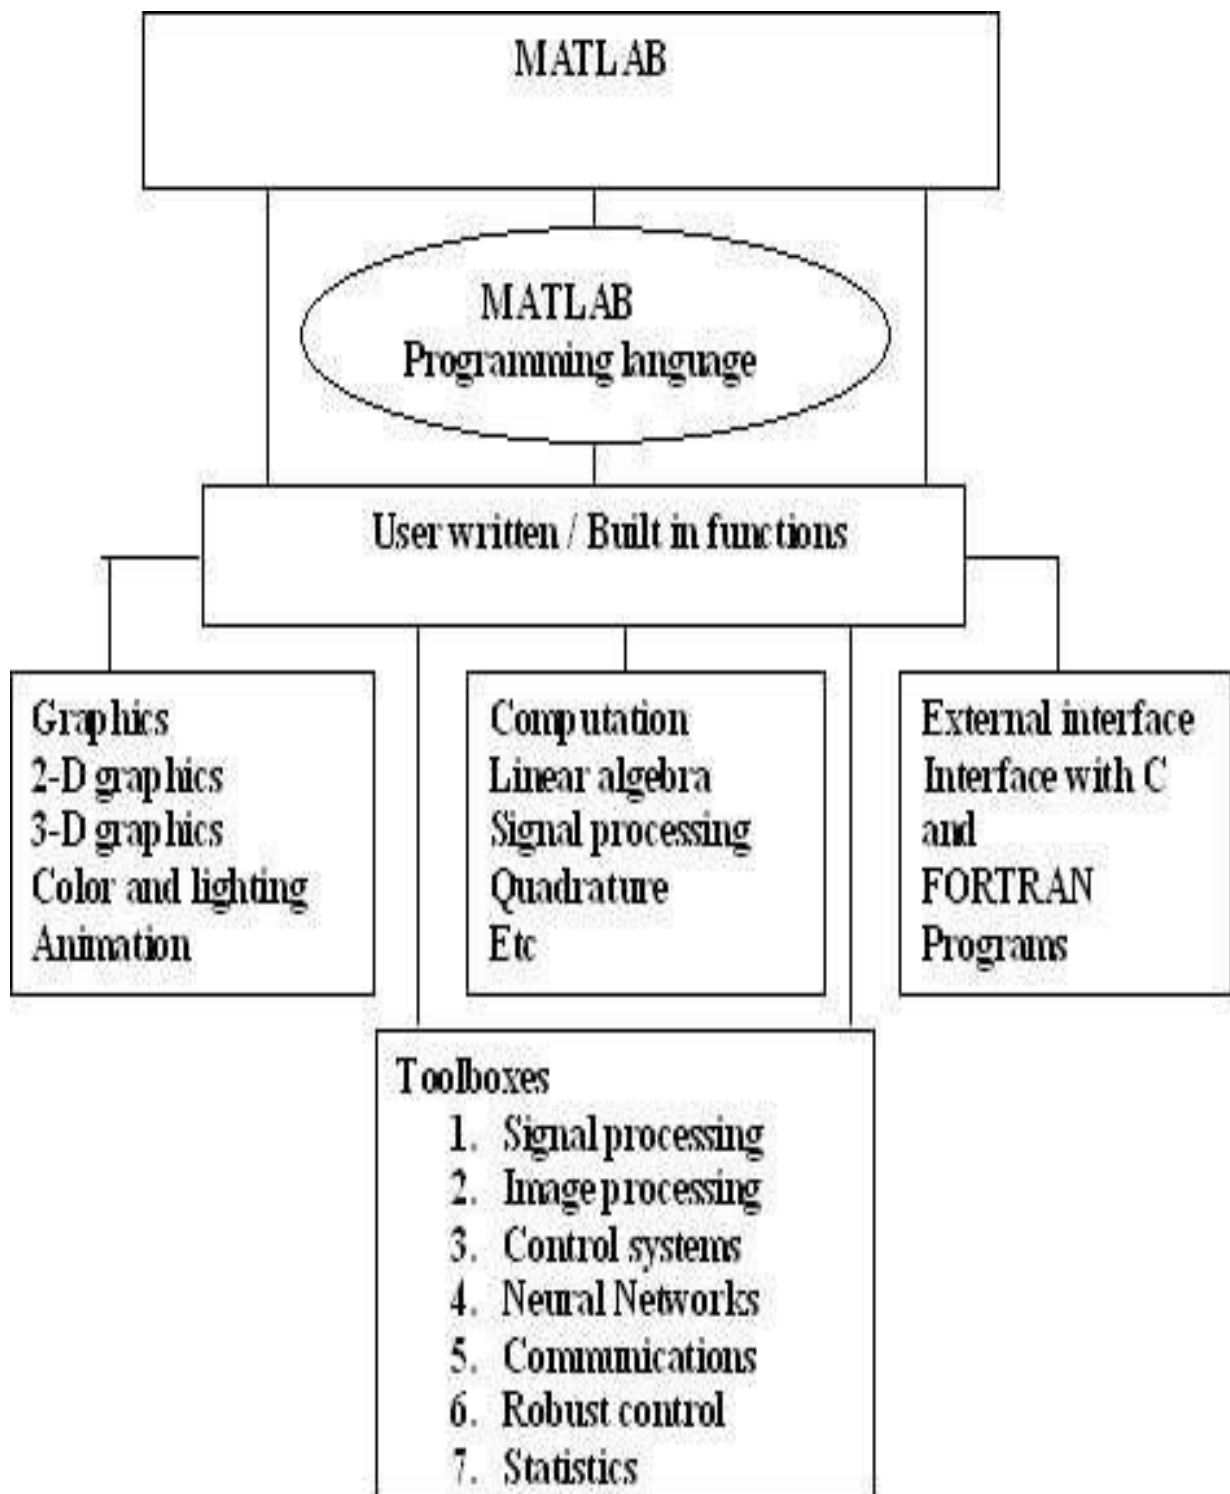 MATLAB
MATLAB
Programming language
User written / Built in functions
Graphics
2-D graphics
3-D graphics
Color and lighting
Animation
Computation
Linear algebra
Signal processing
Quadrature
Etc
External interface
Interface with C
and
FORTRAN
Programs
Toolboxes
1. Signal processing
2. Image processing
3. Control systems
4. Neural Networks
5. Communications
6. Robust control
7. Statistics